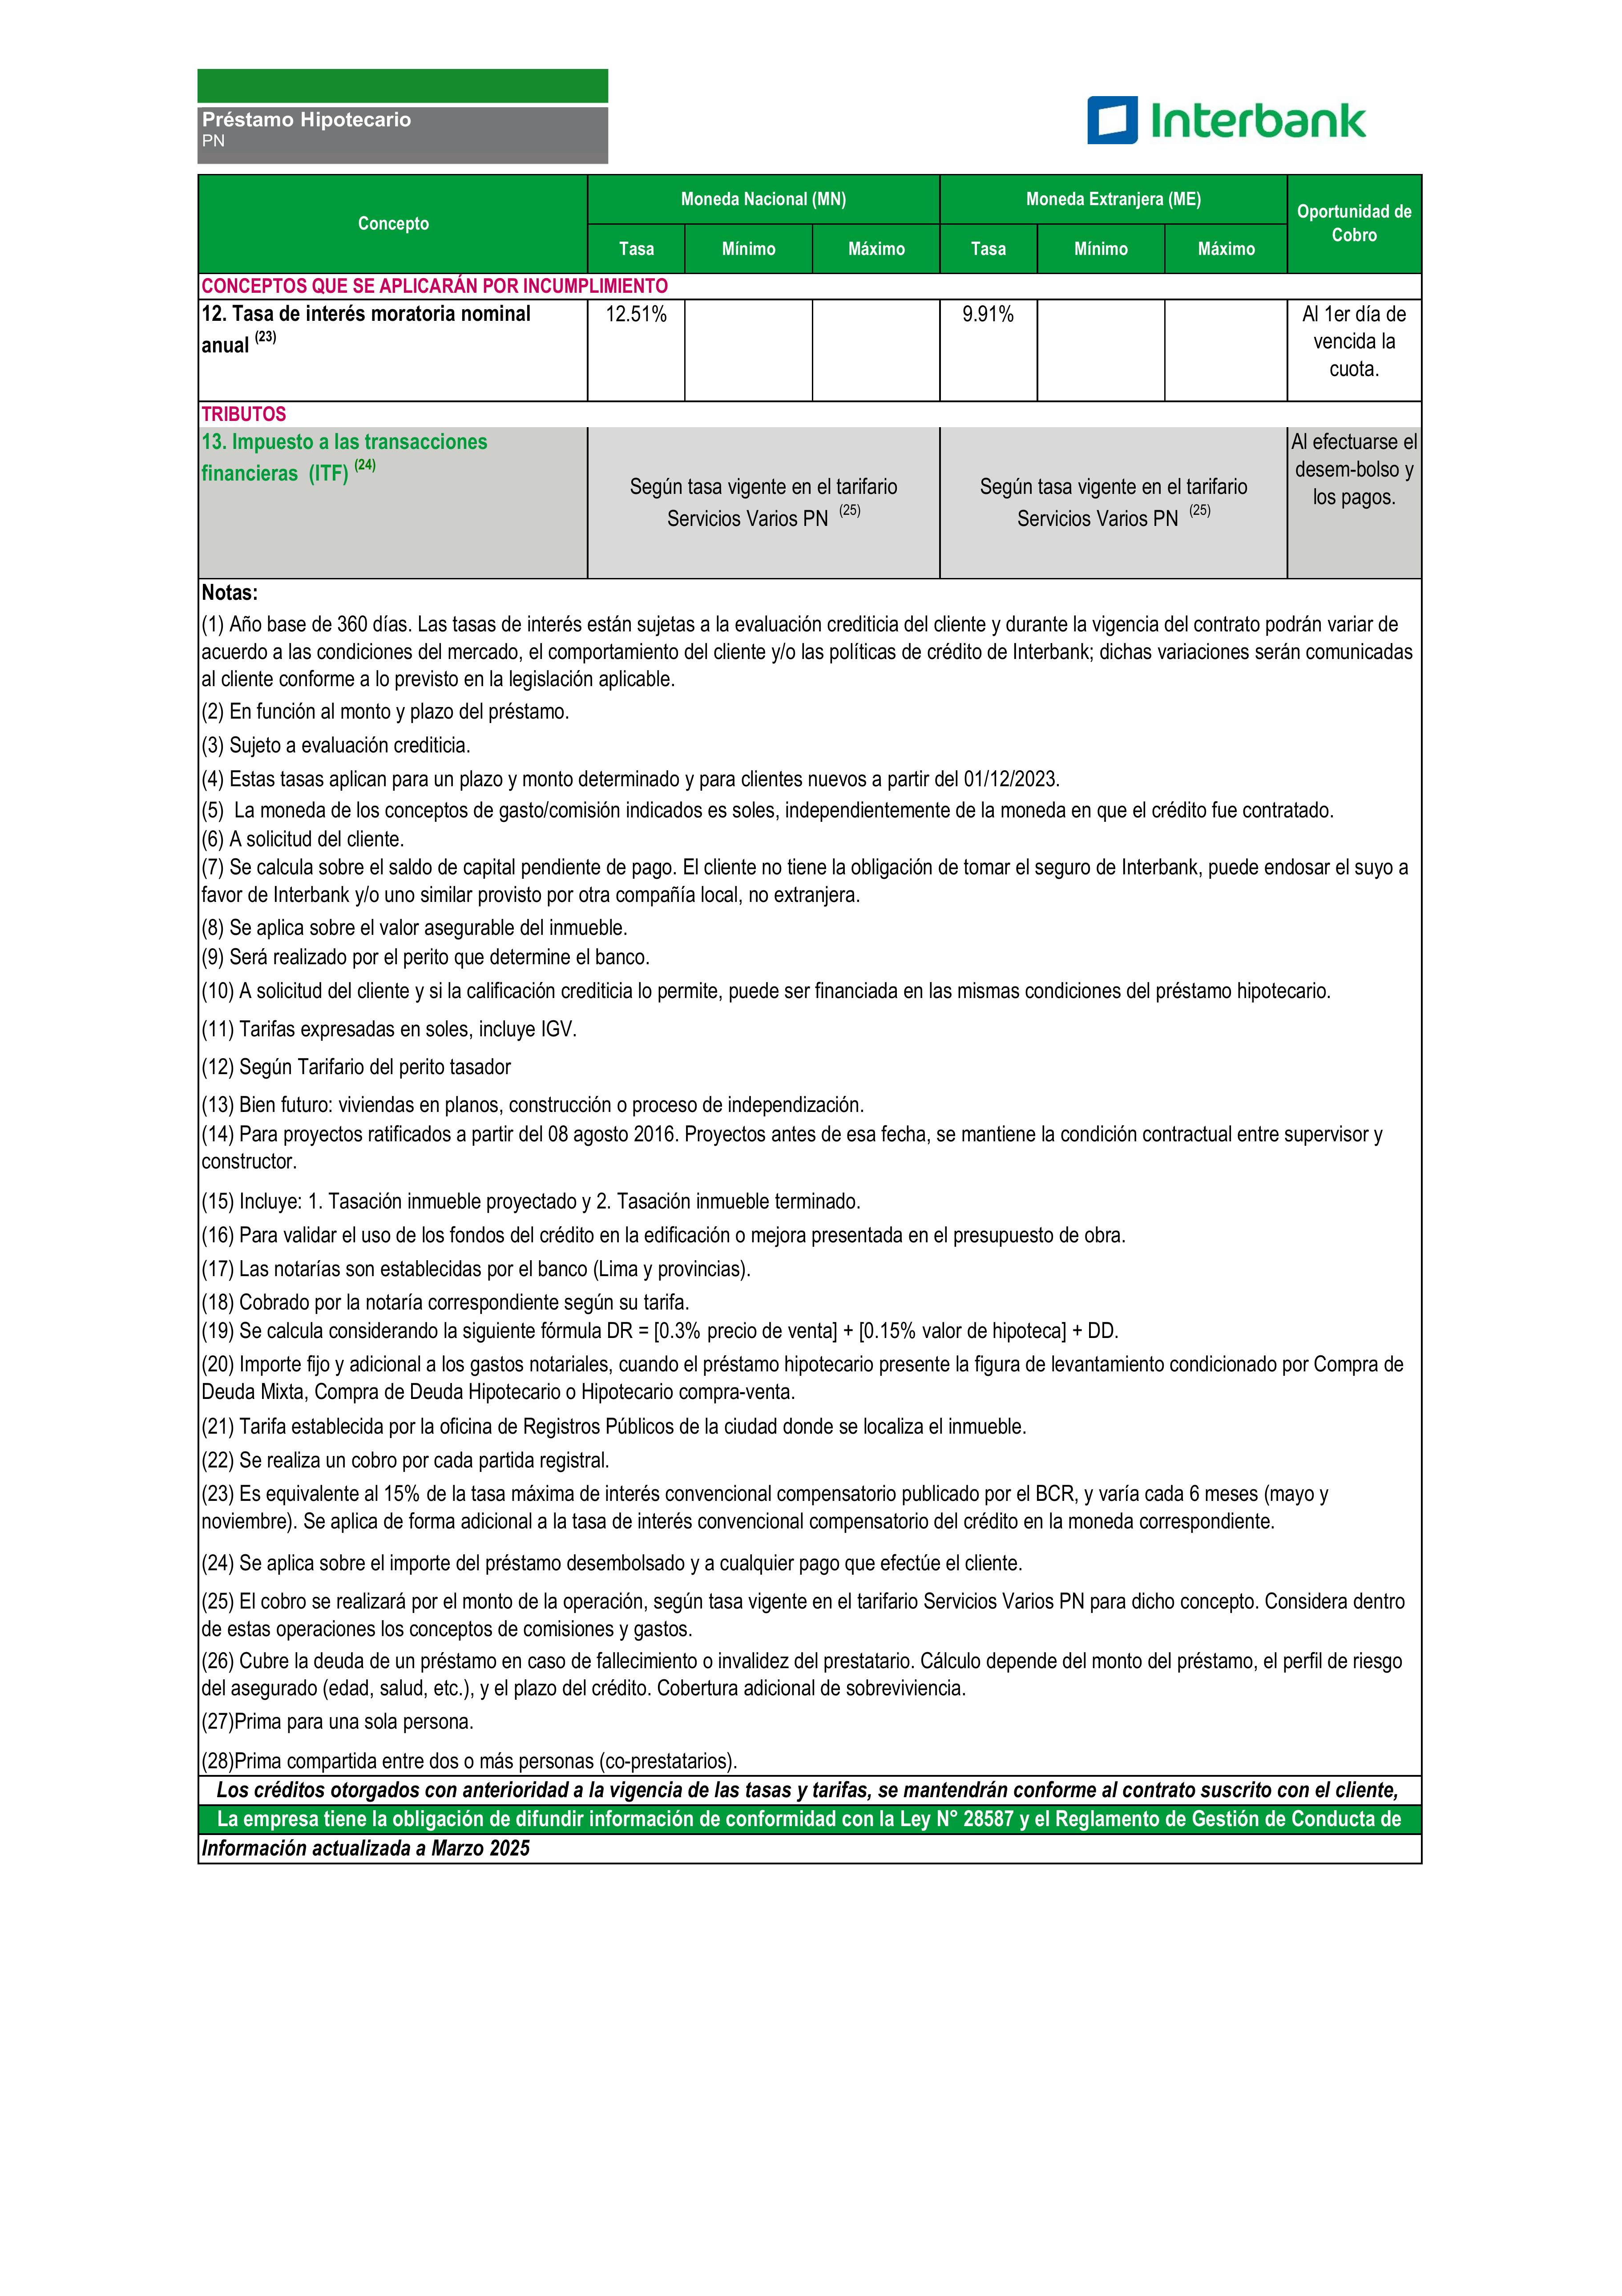 Préstamo Hipotecario
PN
Interbank
Concepto
Moneda Nacional (MN)
Moneda Extranjera (ME)
Oportunidad de
Cobro
Tasa
Mínimo
Máximo
Tasa
Mínimo
Máximo
CONCEPTOS QUE SE APLICARÁN POR INCUMPLIMIENTO
12. Tasa de interés moratoria nominal
anual (23)
12.51%
9.91%
Al 1er día de
vencida la
cuota.
TRIBUTOS
13. Impuesto a las transacciones
financieras (ITF) (24)
Según tasa vigente en el tarifario
Servicios Varios PN (25)
Según tasa vigente en el tarifario
Servicios Varios PN (25)
Al efectuarse el
desem-bolso y
los pagos.
Notas:
(1) Año base de 360 días. Las tasas de interés están sujetas a la evaluación crediticia del cliente y durante la vigencia del contrato podrán variar de
acuerdo a las condiciones del mercado, el comportamiento del cliente y/o las políticas de crédito de Interbank; dichas variaciones serán comunicadas
al cliente conforme a lo previsto en la legislación aplicable.
(2) En función al monto y plazo del préstamo.
(3) Sujeto a evaluación crediticia.
(4) Estas tasas aplican para un plazo y monto determinado y para clientes nuevos a partir del 01/12/2023.
(5) La moneda de los conceptos de gasto/comisión indicados es soles, independientemente de la moneda en que el crédito fue contratado.
(6) A solicitud del cliente.
(7) Se calcula sobre el saldo de capital pendiente de pago. El cliente no tiene la obligación de tomar el seguro de Interbank, puede endosar el suyo a
favor de Interbank y/o uno similar provisto por otra compañía local, no extranjera.
(8) Se aplica sobre el valor asegurable del inmueble.
(9) Será realizado por el perito que determine el banco.
(10) A solicitud del cliente y si la calificación crediticia lo permite, puede ser financiada en las mismas condiciones del préstamo hipotecario.
(11) Tarifas expresadas en soles, incluye IGV.
(12) Según Tarifario del perito tasador
(13) Bien futuro: viviendas en planos, construcción o proceso de independización.
(14) Para proyectos ratificados a partir del 08 agosto 2016. Proyectos antes de esa fecha, se mantiene la condición contractual entre supervisor y
constructor.
(15) Incluye: 1. Tasación inmueble proyectado y 2. Tasación inmueble terminado.
(16) Para validar el uso de los fondos del crédito en la edificación o mejora presentada en el presupuesto de obra.
(17) Las notarías son establecidas por el banco (Lima y provincias).
(18) Cobrado por la notaría correspondiente según su tarifa.
(19) Se calcula considerando la siguiente fórmula DR = [0.3% precio de venta] + [0.15% valor de hipoteca] + DD.
(20) Importe fijo y adicional a los gastos notariales, cuando el préstamo hipotecario presente la figura de levantamiento condicionado por Compra de
Deuda Mixta, Compra de Deuda Hipotecario o Hipotecario compra-venta.
(21) Tarifa establecida por la oficina de Registros Públicos de la ciudad donde se localiza el inmueble.
(22) Se realiza un cobro por cada partida registral.
(23) Es equivalente al 15% de la tasa máxima de interés convencional compensatorio publicado por el BCR, y varía cada 6 meses (mayo y
noviembre). Se aplica de forma adicional a la tasa de interés convencional compensatorio del crédito en la moneda correspondiente.
(24) Se aplica sobre el importe del préstamo desembolsado y a cualquier pago que efectúe el cliente.
(25) El cobro se realizará por el monto de la operación, según tasa vigente en el tarifario Servicios Varios PN para dicho concepto. Considera dentro
de estas operaciones los conceptos de comisiones y gastos.
(26) Cubre la deuda de un préstamo en caso de fallecimiento o invalidez del prestatario. Cálculo depende del monto del préstamo, el perfil de riesgo
del asegurado (edad, salud, etc.), y el plazo del crédito. Cobertura adicional de sobreviviencia.
(27)Prima para una sola persona.
(28)Prima compartida entre dos o más personas (co-prestatarios).
Los créditos otorgados con anterioridad a la vigencia de las tasas y tarifas, se mantendrán conforme al contrato suscrito con el cliente,
La empresa tiene la obligación de difundir información de conformidad con la Ley N° 28587 y el Reglamento de Gestión de Conducta de
Información actualizada a Marzo 2025